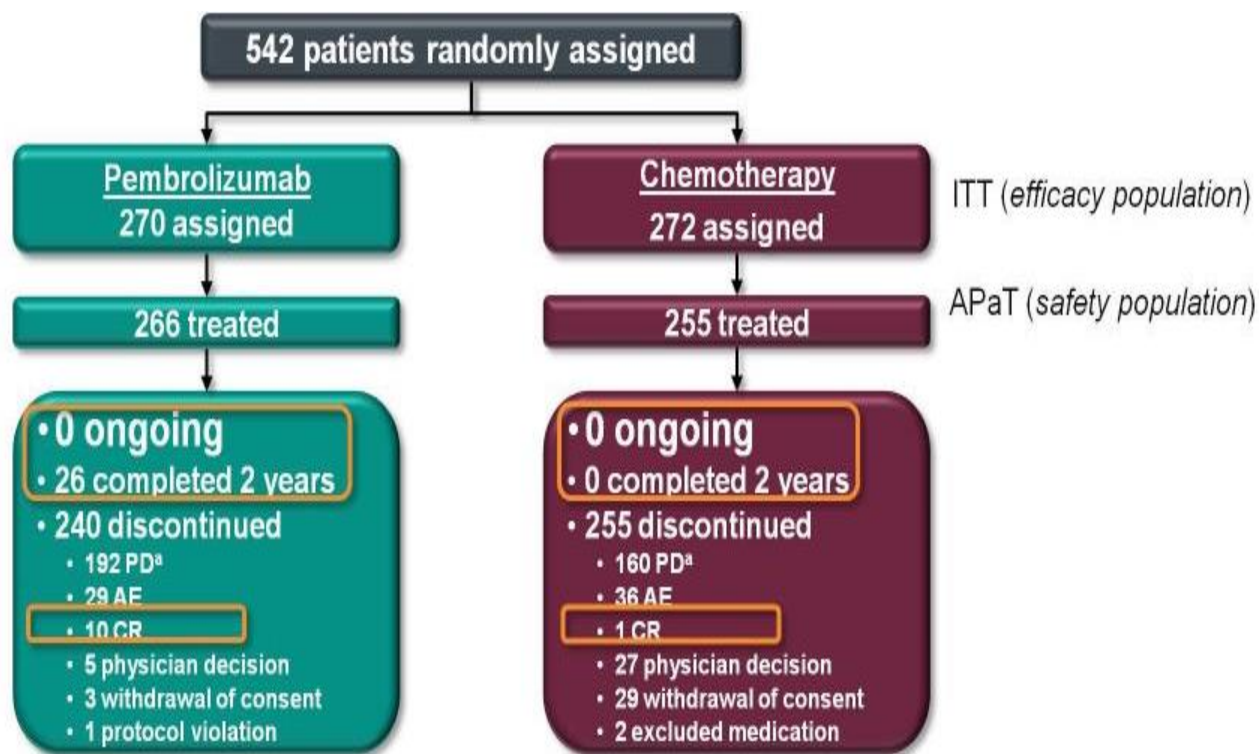 542 patients randomly assigned
Pembrolizumab
270 assigned
Chemotherapy
272 assigned
ITT (efficacy population)
266 treated
255 treated
APaT (safety population)
• 0 ongoing
• 26 completed 2 years
• 240 discontinued
• 192 PDᵃ
• 29 AE
• 10 CR
• 5 physician decision
• 3 withdrawal of consent
• 1 protocol violation
• 0 ongoing
• 0 completed 2 years
• 255 discontinued
• 160 PDᵃ
• 36 AE
• 1 CR
• 27 physician decision
• 29 withdrawal of consent
• 2 excluded medication